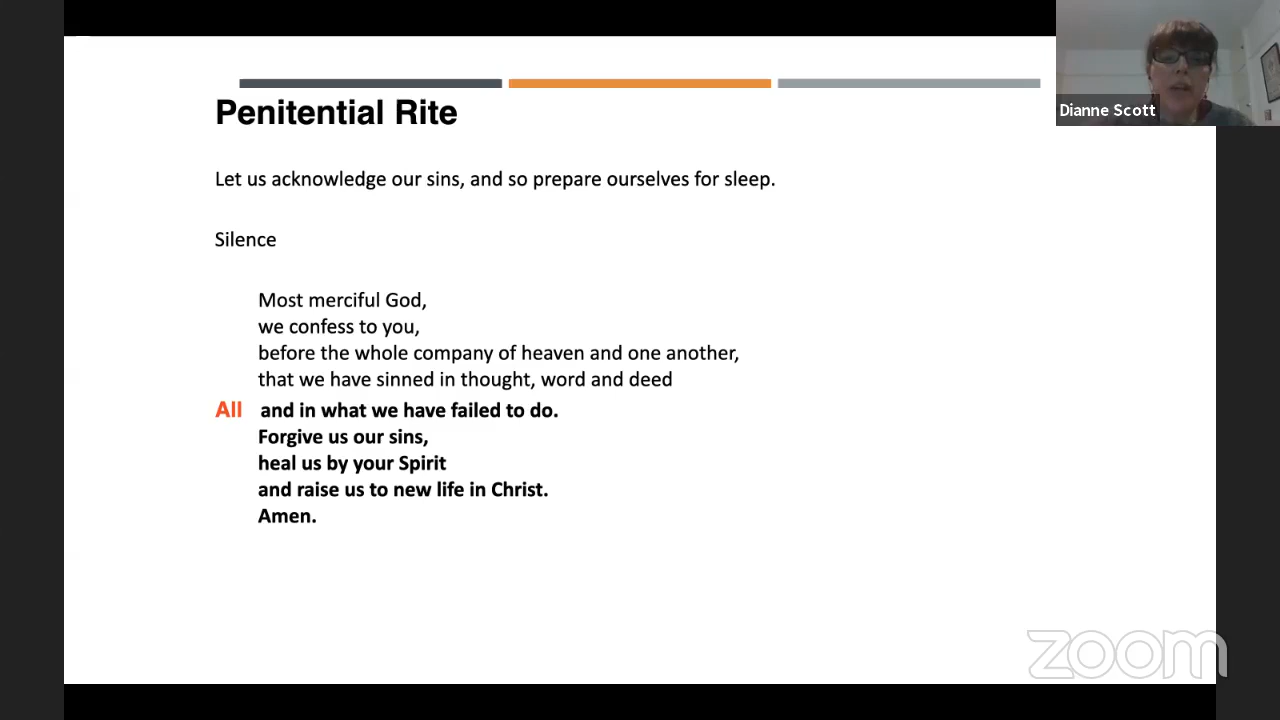 Penitential Rite
Dianne Scott
Let us acknowledge our sins, and so prepare ourselves for sleep.
Silence
Most merciful God,
we confess to you,
before the whole company of heaven and one another,
that we have sinned in thought, word and deed
All and in what we have failed to do.
Forgive us our sins,
heal us by your Spirit
and raise us to new life in Christ.
Amen.
zoom